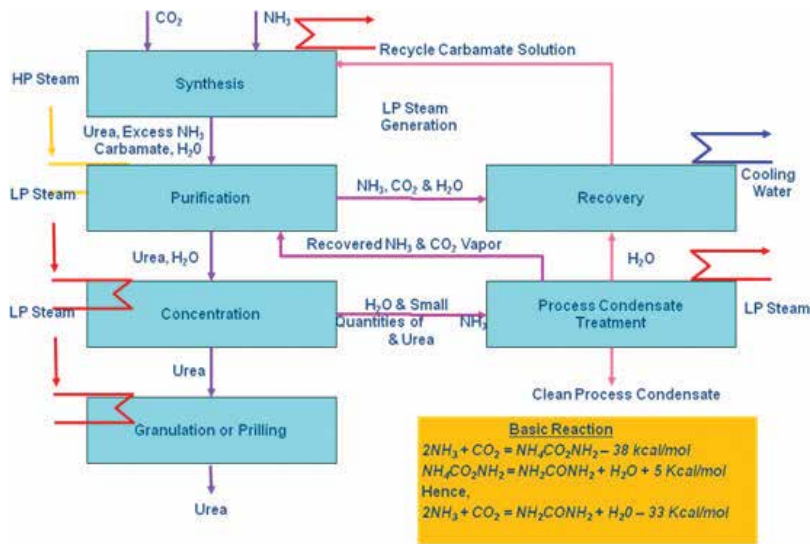 CO₂
NH₃
Recycle Carbamate Solution
HP Steam
Synthesis
LP Steam
Generation
Urea, Excess NH₃
Carbamate, H₂0
Cooling
Water
LP Steam
Purification
NH₃, CO₂ & H₂O
Recovery
Recovered NH₃ & CO₂ Vapor
Urea, H₂O
H₂O
LP Steam
Concentration
H₂O & Small
Quantities of NH₃
& Urea
Process Condensate
Treatment
LP Steam
Urea
Clean Process Condensate
Granulation or Prilling
Urea
Basic Reaction
2NH₃ + CO₂ = NH₄CO₂NH₂ – 38 kcal/mol
NH₄CO₂NH₂ = NH₂CONH₂ + H₂O + 5 Kcal/mol
Hence,
2NH₃ + CO₂ = NH₂CONH₂ + H₂0 – 33 Kcal/mol